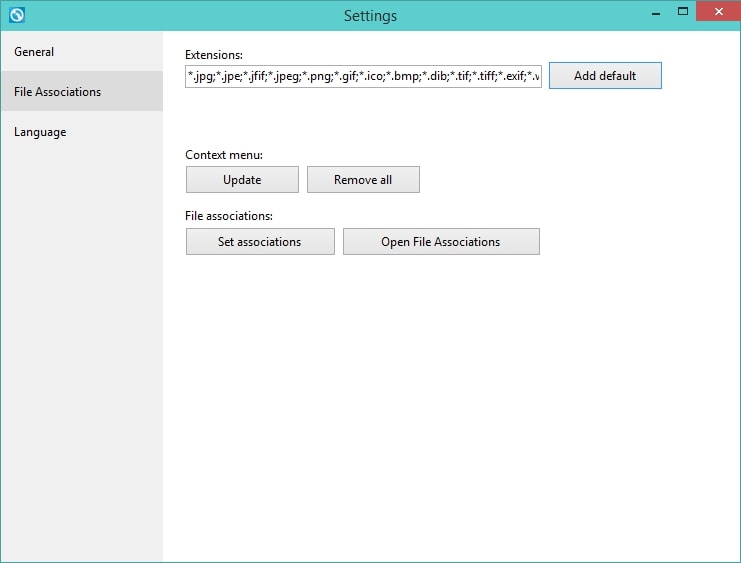 Settings
General
File Associations
Language
Extensions:
*.jpg;*.jpe;*.jfif;*.jpeg;*.png;*.gif;*.ico;*.bmp;*.dib;*.tif;*.tiff;*.exif;*.
Add default
Context menu:
Update
Remove all
File associations:
Set associations
Open File Associations